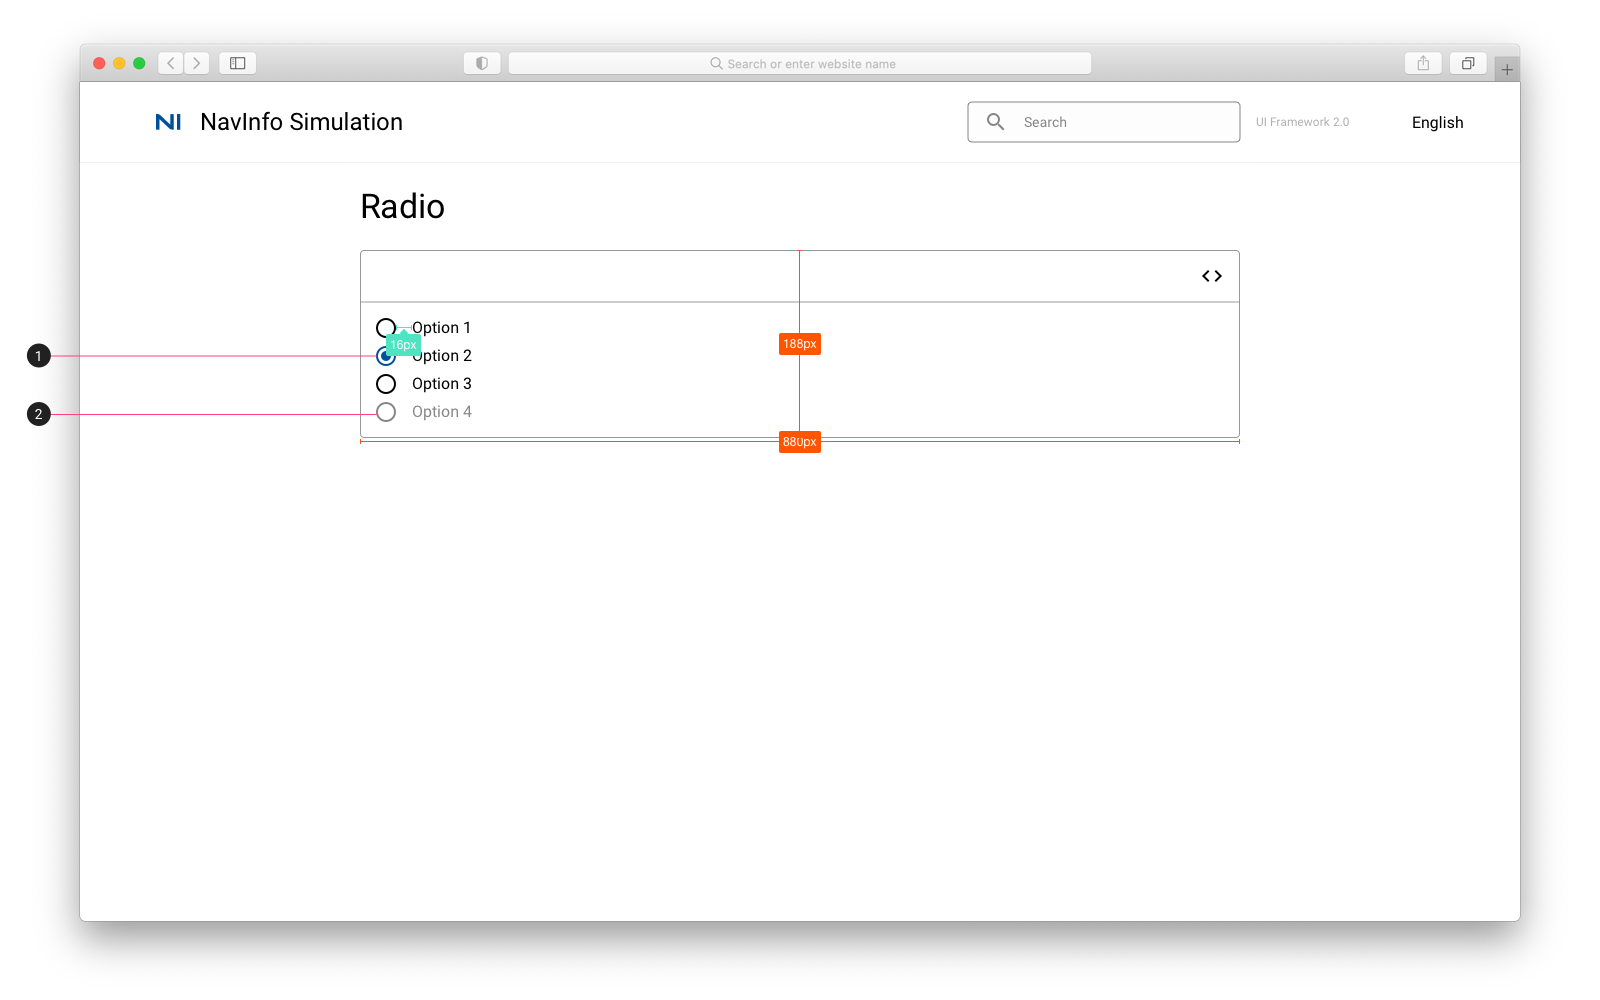 Search or enter website name
NI NavInfo Simulation
Search
UI Framework 2.0
English
Radio
Option 1
16px
188px
1
Option 2
Option 3
2
Option 4
880px